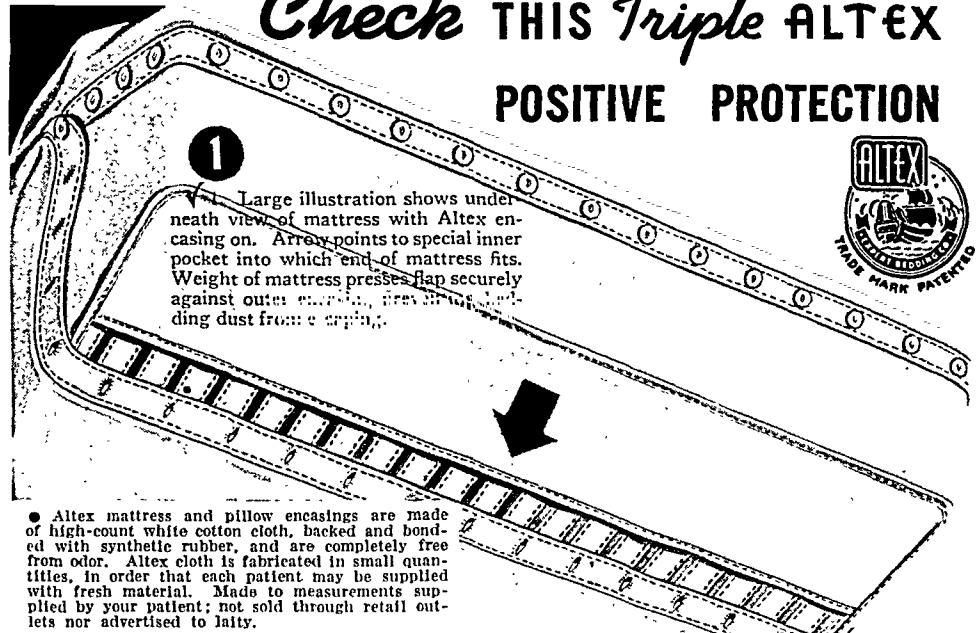 Check THIS Triple ALTEX
POSITIVE PROTECTION
1
Large illustration shows under-
neath view of mattress with Altex en-
casing on. Arrow points to special inner
pocket into which end of mattress fits.
Weight of mattress presses flap securely
against outer
ding dust from
ALTEX
BEDDING CO
TRADE MARK PATENTED
● Altex mattress and pillow encasings are made
of high-count white cotton cloth, backed and bond-
ed with synthetic rubber, and are completely free
from odor. Altex cloth is fabricated in small quan-
tities, in order that each patient may be supplied
with fresh material. Made to measurements sup-
plied by your patient; not sold through retail out-
lets nor advertised to laity.